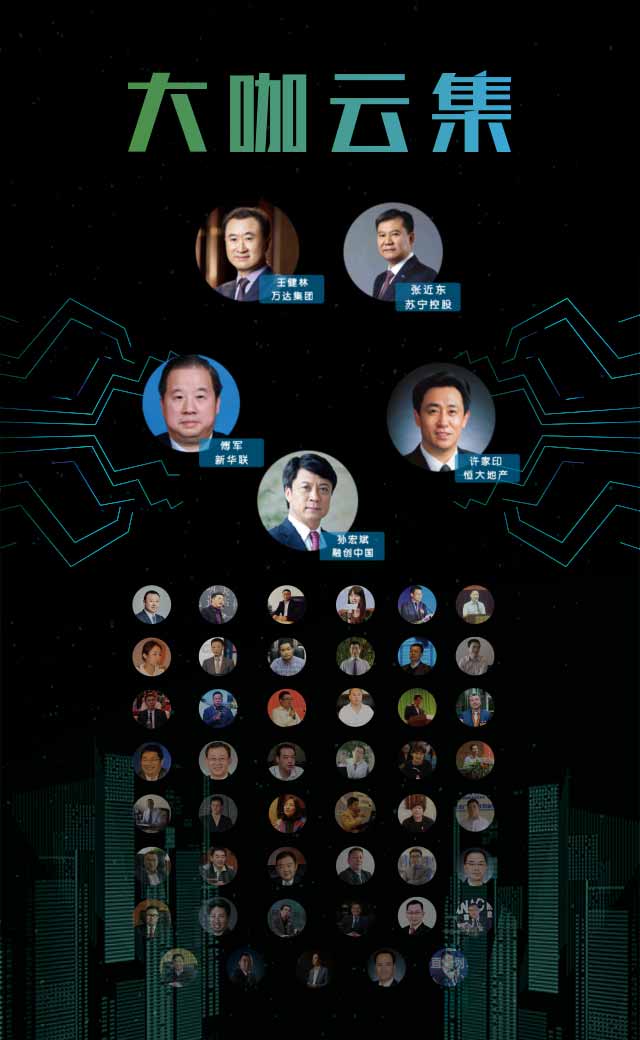 大咖云集
王健林
万达集团
张近东
苏宁控股
傅军
新华联
许家印
恒大地产
孙宏斌
融创中国